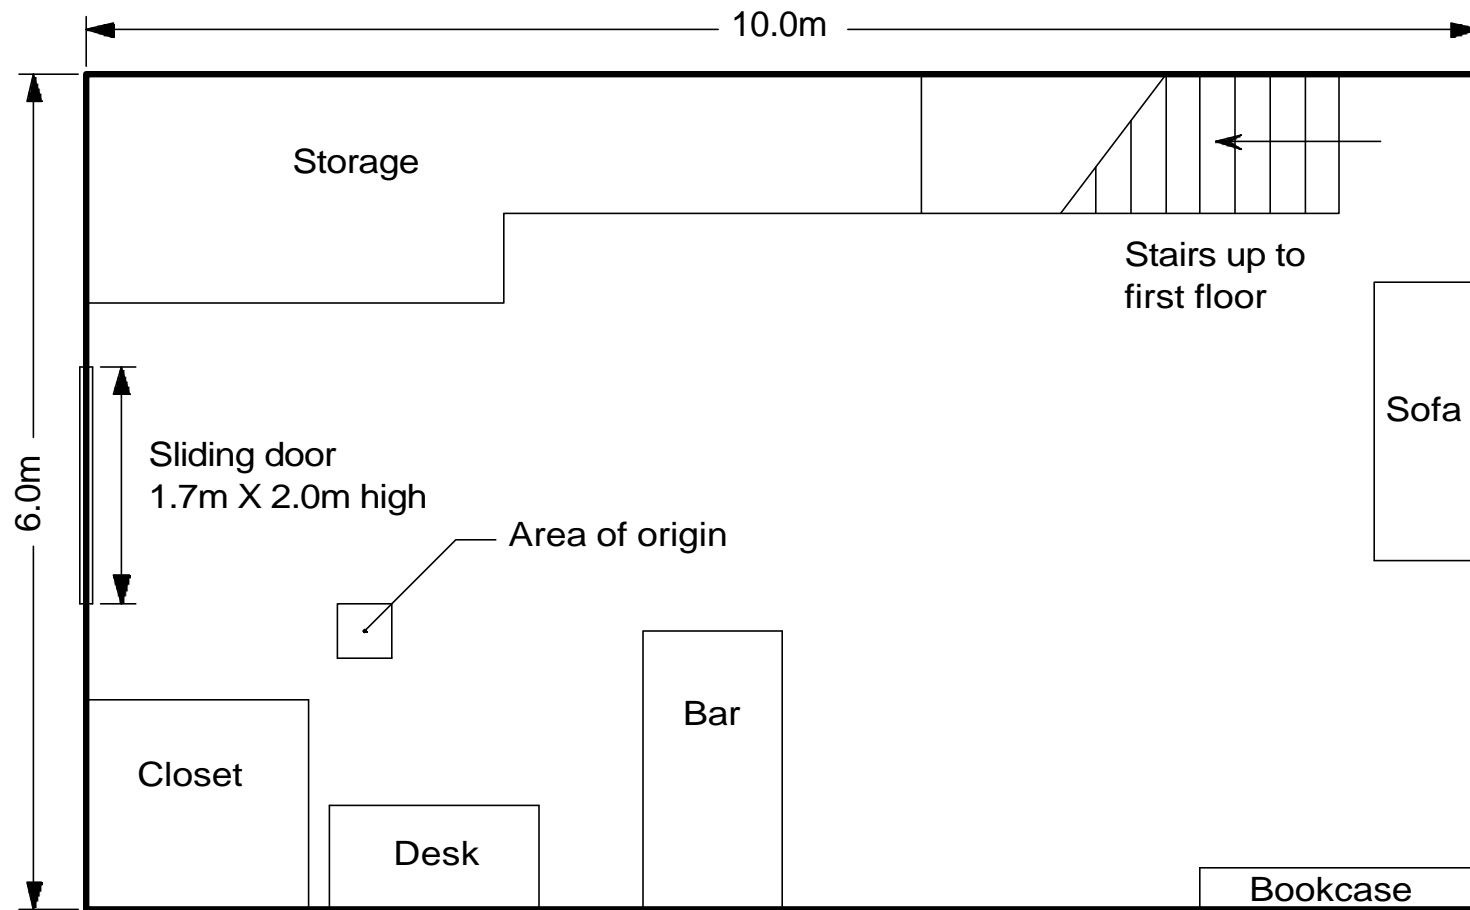 10.0m
Storage
Stairs up to
first floor
Sofa
Sliding door
1.7m X 2.0m high
6.0m
Area of origin
Bar
Closet
Desk
Bookcase